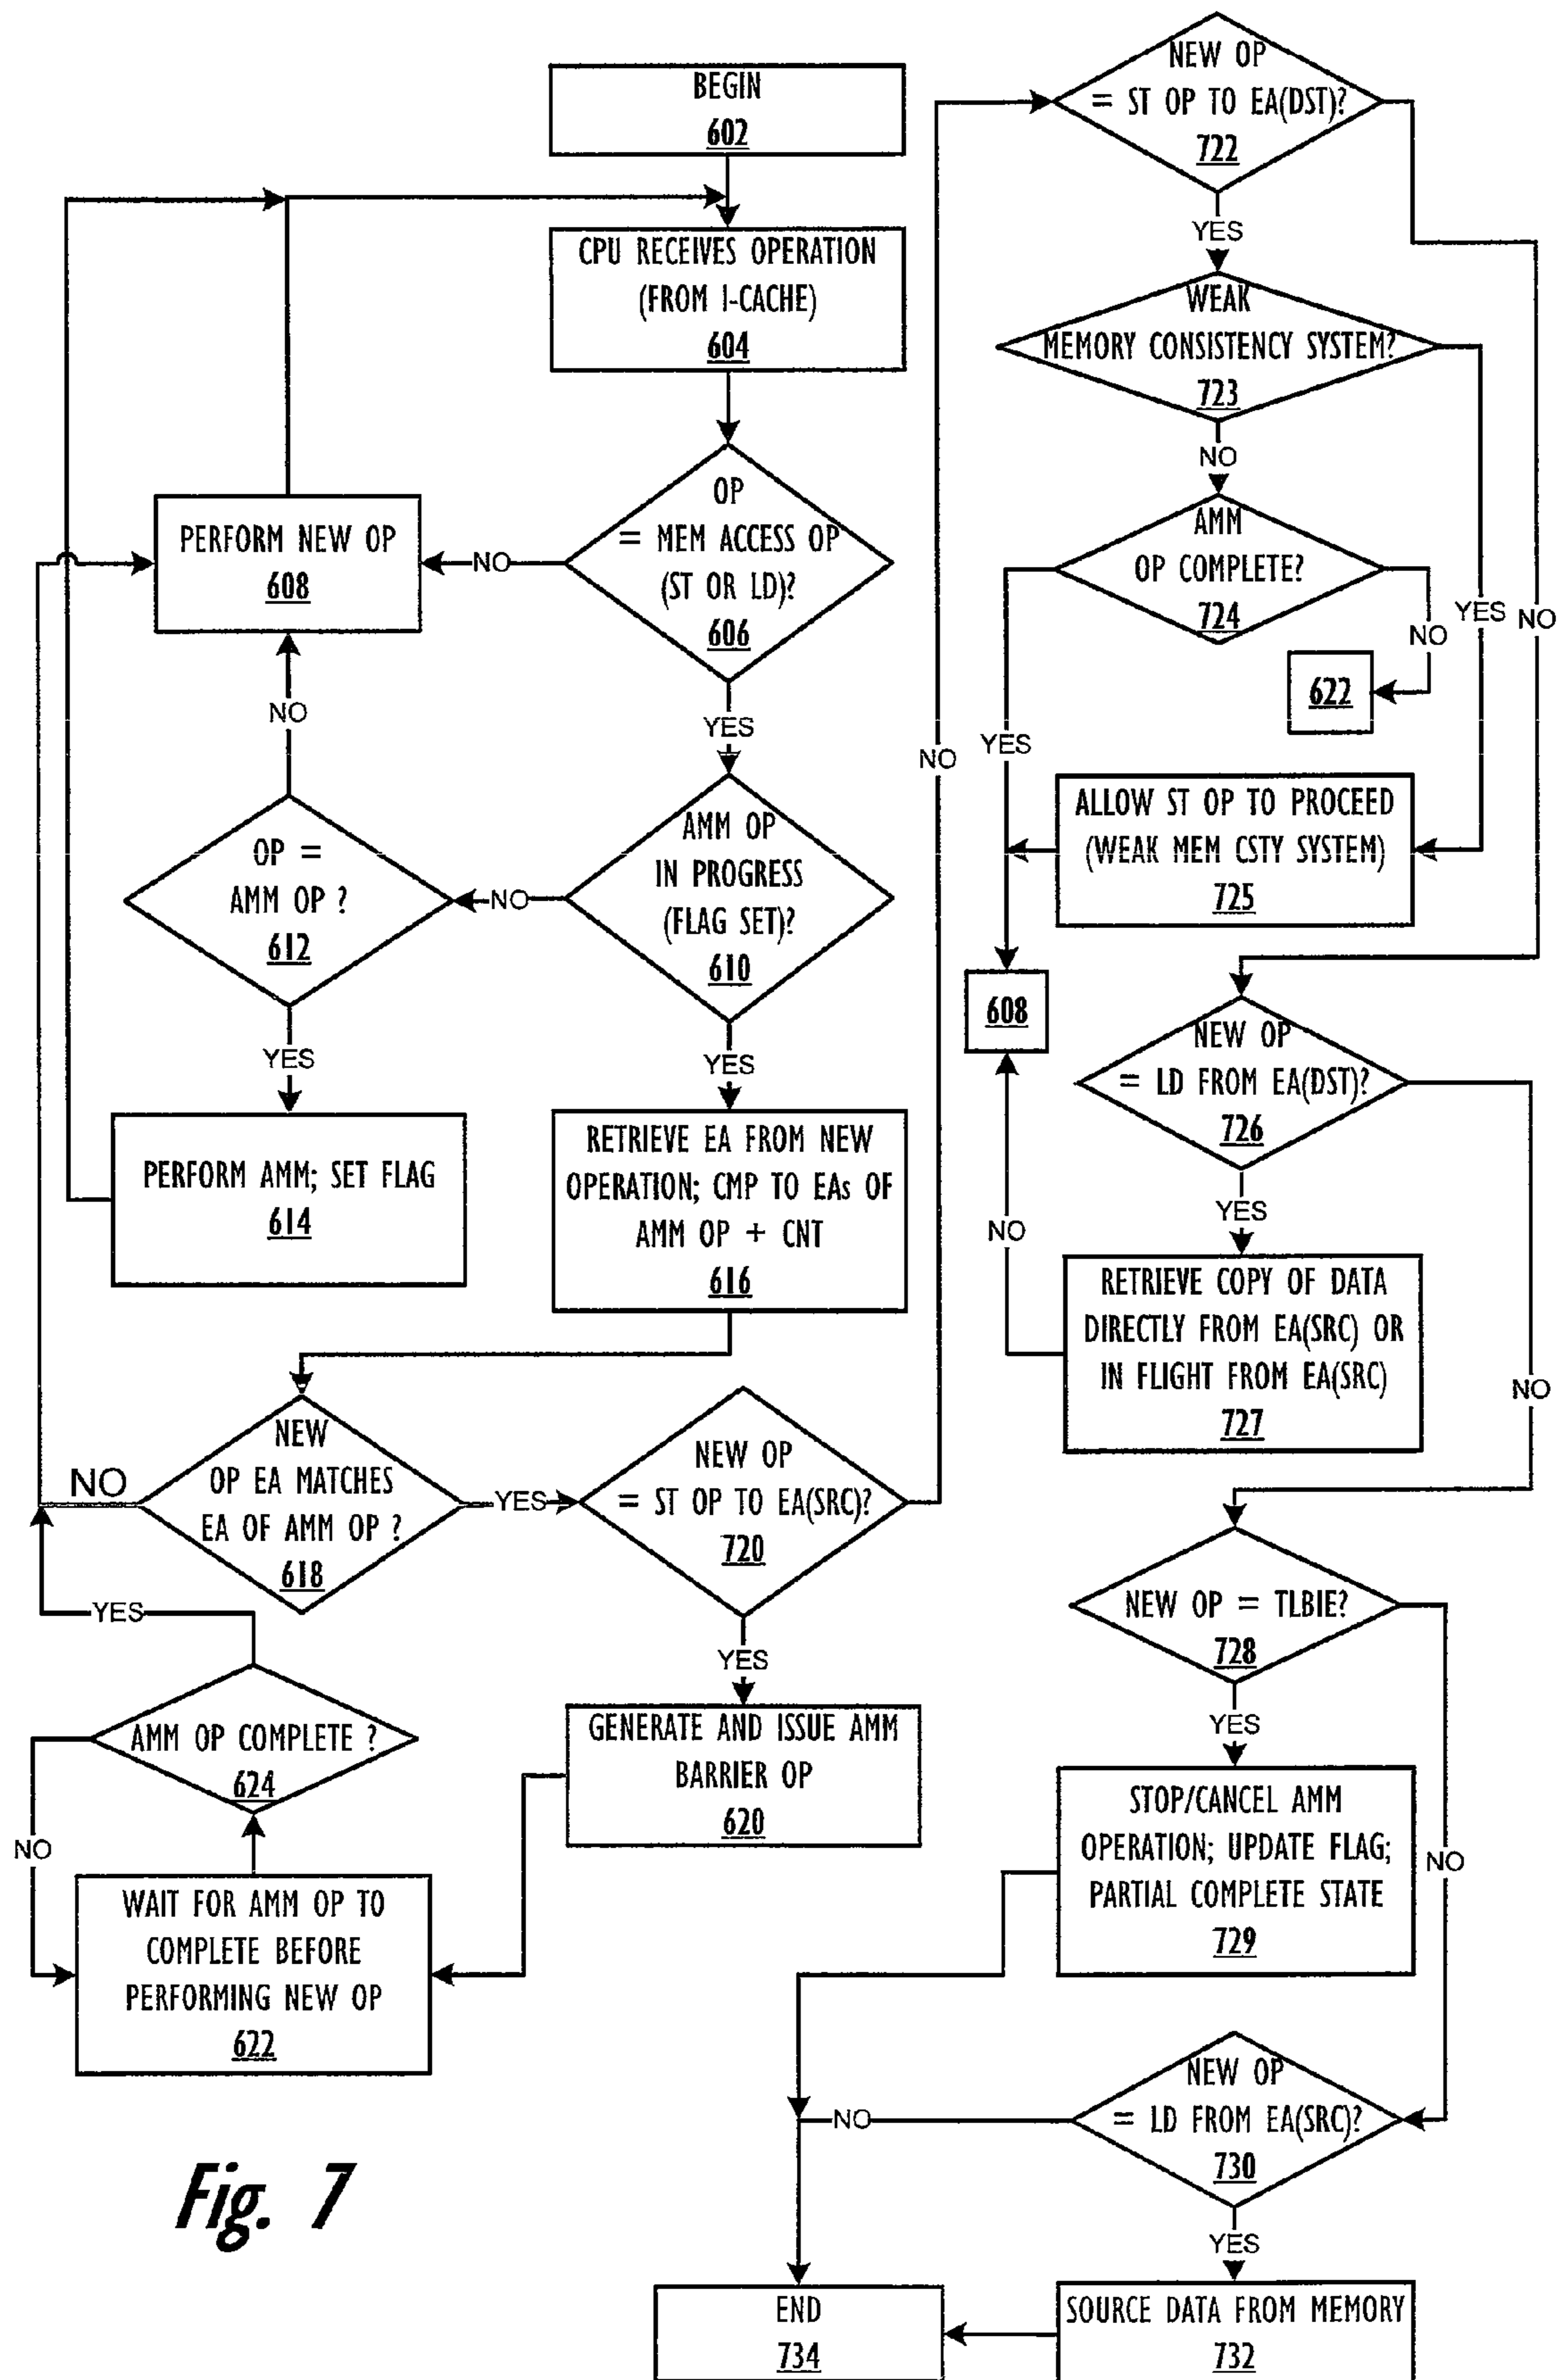 BEGIN
602
CPU RECEIVES OPERATION
(FROM I-CACHE)
604
OP
= MEM ACCESS OP
(ST OR LD)?
606
NO
PERFORM NEW OP
608
YES
NO
AMM OP
IN PROGRESS
(FLAG SET)?
610
NO
OP =
AMM OP ?
612
YES
YES
PERFORM AMM; SET FLAG
614
RETRIEVE EA FROM NEW
OPERATION; CMP TO EAs OF
AMM OP + CNT
616
NEW
OP EA MATCHES
EA OF AMM OP ?
618
NO
YES
NEW OP
= ST OP TO EA(SRC)?
720
NO
YES
YES
AMM OP COMPLETE ?
624
NO
GENERATE AND ISSUE AMM
BARRIER OP
620
WAIT FOR AMM OP TO
COMPLETE BEFORE
PERFORMING NEW OP
622
NEW OP
= ST OP TO EA(DST)?
722
YES
WEAK
MEMORY CONSISTENCY SYSTEM?
723
NO
AMM
OP COMPLETE?
724
YES
NO
NO
622
YES
ALLOW ST OP TO PROCEED
(WEAK MEM CSTY SYSTEM)
725
608
NEW OP
= LD FROM EA(DST)?
726
YES
NO
RETRIEVE COPY OF DATA
DIRECTLY FROM EA(SRC) OR
IN FLIGHT FROM EA(SRC)
727
NO
NEW OP = TLBIE?
728
YES
STOP/CANCEL AMM
OPERATION; UPDATE FLAG;
PARTIAL COMPLETE STATE
729
NO
NEW OP
= LD FROM EA(SRC)?
730
NO
YES
SOURCE DATA FROM MEMORY
732
END
734
Fig. 7